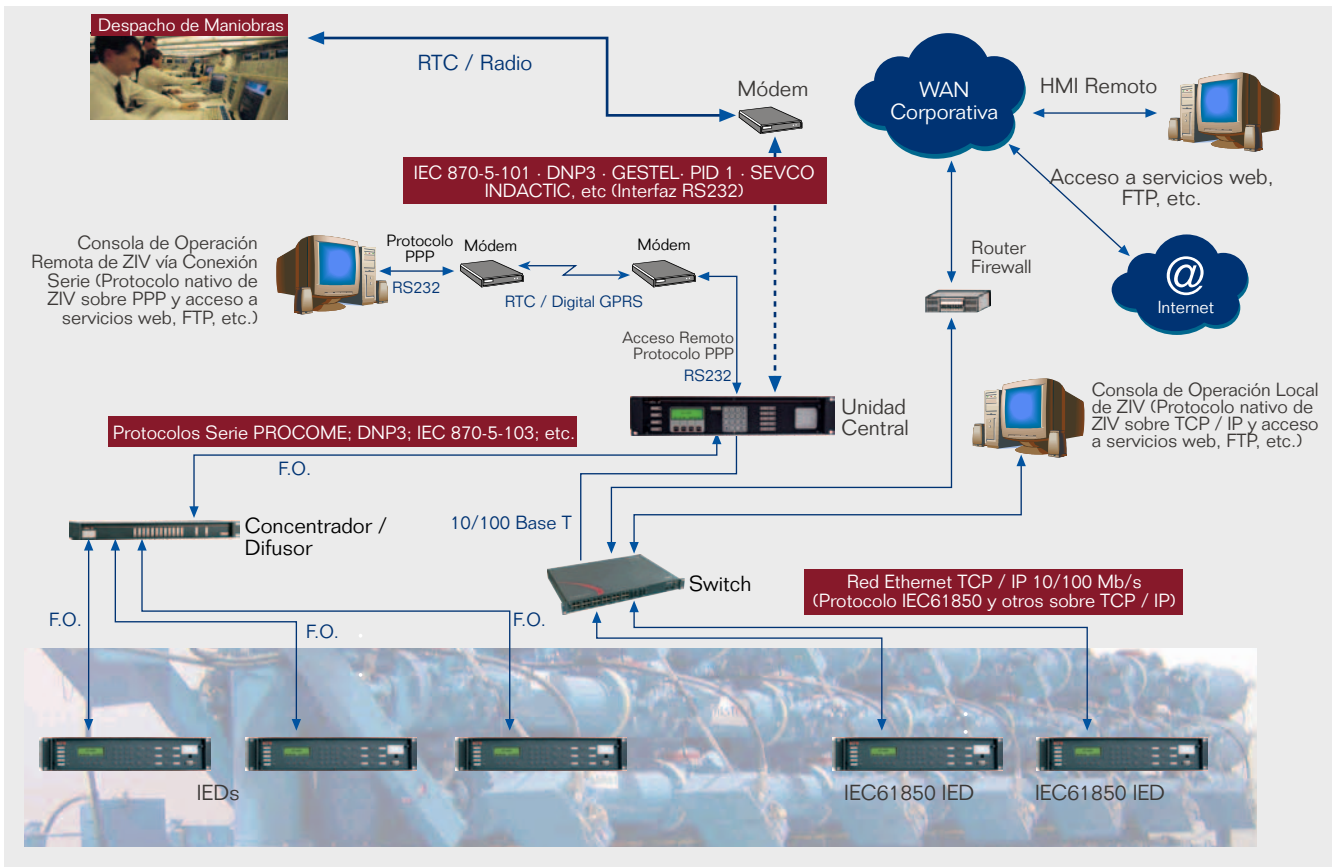 Despacho de Maniobras
RTC / Radio
Módem
WAN
Corporativa
HMI Remoto
IEC 870-5-101 · DNP3 · GESTEL· PID 1 · SEVCO
INDACTIC, etc (Interfaz RS232)
Acceso a servicios web,
FTP, etc.
Consola de Operación
Remota de ZIV vía Conexión
Serie (Protocolo nativo de
ZIV sobre PPP y acceso a
servicios web, FTP, etc.)
Protocolo
PPP
RS232
Módem
Módem
RTC / Digital GPRS
Router
Firewall
@
Internet
Acceso Remoto
Protocolo PPP
RS232
Unidad
Central
Consola de Operación Local
de ZIV (Protocolo nativo de
ZIV sobre TCP / IP y acceso
a servicios web, FTP, etc.)
Protocolos Serie PROCOME; DNP3; IEC 870-5-103; etc.
F.O.
Concentrador /
Difusor
10/100 Base T
Switch
Red Ethernet TCP / IP 10/100 Mb/s
(Protocolo IEC61850 y otros sobre TCP / IP)
F.O.
F.O.
F.O.
IEDs
IEC61850 IED
IEC61850 IED